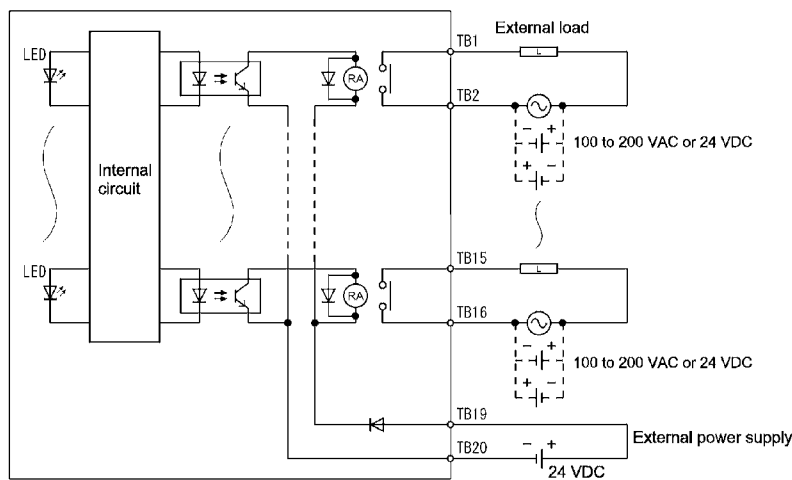 External load
TB1
LED
L
RA
TB2
100 to 200 VAC or 24 VDC
Internal
circuit
TB15
LED
L
RA
TB16
100 to 200 VAC or 24 VDC
TB19
External power supply
TB20
24 VDC